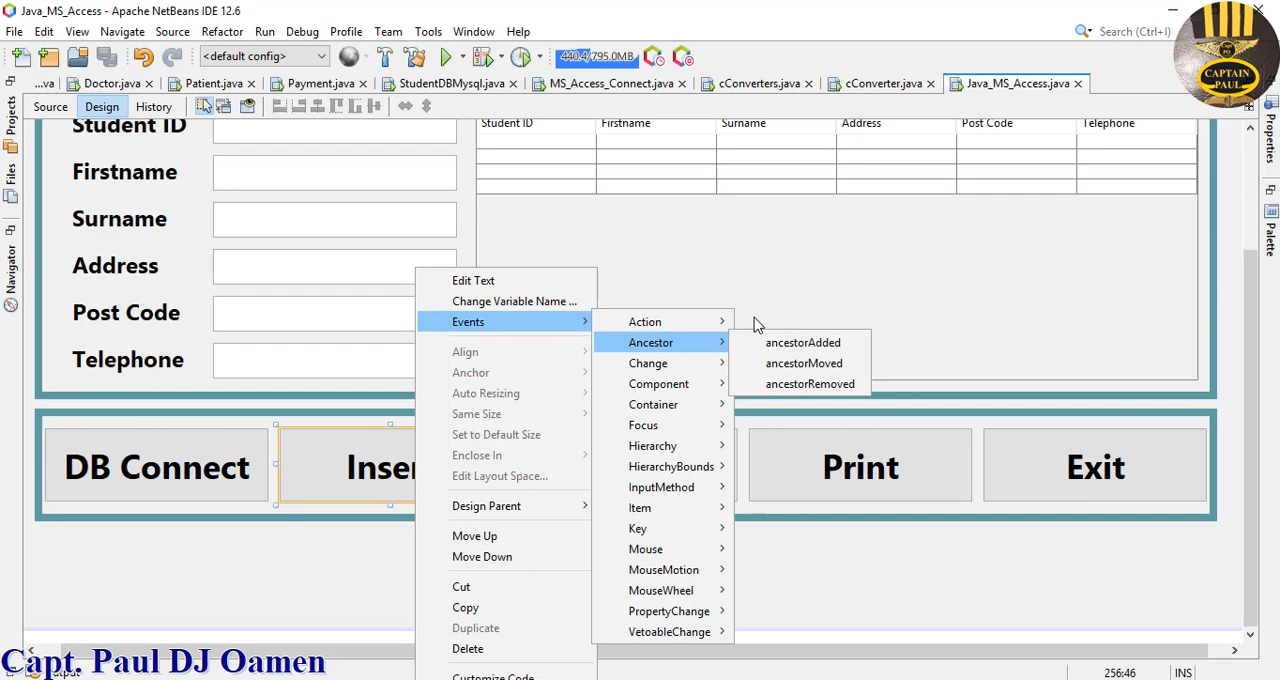 Java_MS_Access - Apache NetBeans IDE 12.6
File Edit View Navigate Source Refactor Run Debug Profile Team Tools Window Help
Search (Ctrl+I)
<default config>
440.4/795.0MB
...va Doctor.java Patient.java Payment.java StudentDBMysql.java MS_Access_Connect.java cConverters.java cConverter.java Java_MS_Access.java
CAPTAIN
PAUL
Source Design History
Projects
Files
Navigator
Properties
Palette
Student ID
Firstname
Surname
Address
Post Code
Telephone
Student ID Firstname Surname Address Post Code Telephone
Edit Text
Change Variable Name ...
Events
Align
Anchor
Auto Resizing
Same Size
Set to Default Size
Enclose In
Edit Layout Space...
Design Parent
Move Up
Move Down
Cut
Copy
Duplicate
Delete
Customize Code
Action
Ancestor
Change
Component
Container
Focus
Hierarchy
HierarchyBounds
InputMethod
Item
Key
Mouse
MouseMotion
MouseWheel
PropertyChange
VetoableChange
ancestorAdded
ancestorMoved
ancestorRemoved
DB Connect Inser Print Exit
Capt. Paul DJ Oamen
256:46 INS